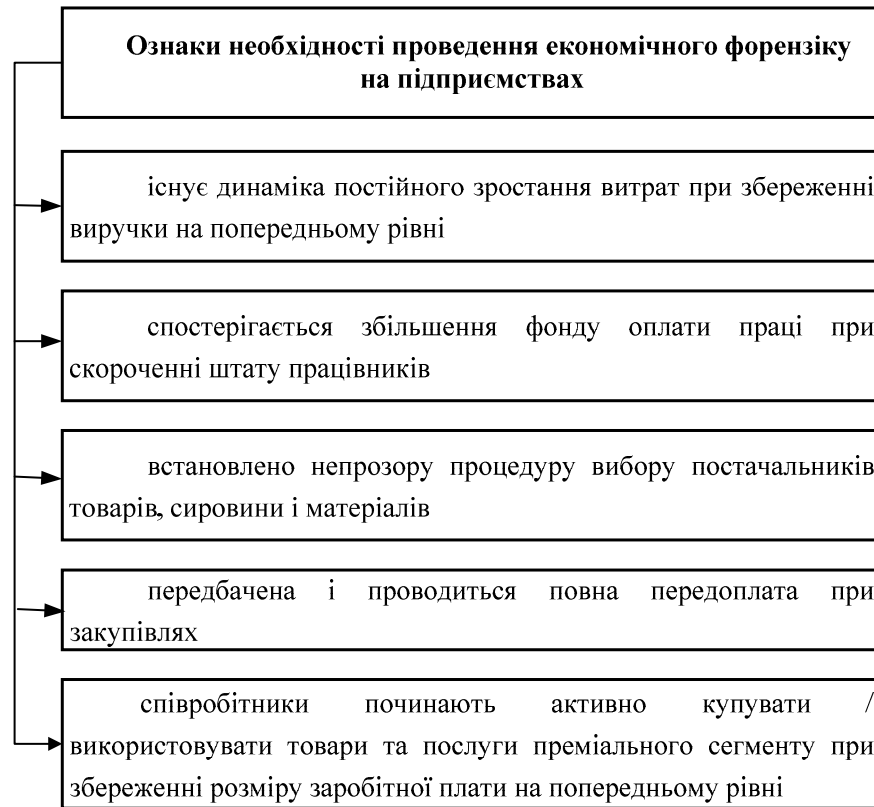 Ознаки необхідності проведення економічного форензіку
на підприємствах
існує динаміка постійного зростання витрат при збереженні
виручки на попередньому рівні
спостерігається збільшення фонду оплати праці при
скороченні штату працівників
встановлено непрозору процедуру вибору постачальників
товарів, сировини і матеріалів
передбачена і проводиться повна передоплата при
закупівлях
співробітники починають активно купувати /
використовувати товари та послуги преміального сегменту при
збереженні розміру заробітної плати на попередньому рівні